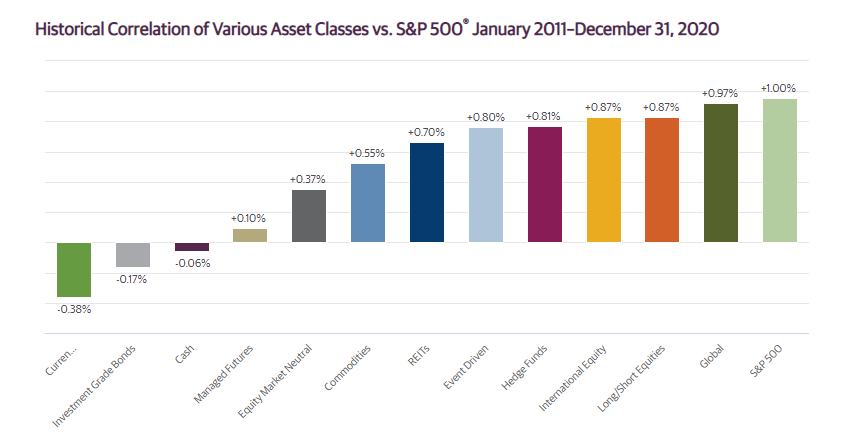 Historical Correlation of Various Asset Classes vs. S&P 500® January 2011–December 31, 2020
+1.00%
+0.97%
+0.87%
+0.87%
+0.81%
+0.80%
+0.70%
+0.55%
+0.37%
+0.10%
-0.06%
-0.17%
-0.38%
Curren...
Investment Grade Bonds
Cash
Managed Futures
Equity Market Neutral
Commodities
REITs
Event Driven
Hedge Funds
International Equity
Long/Short Equities
Global
S&P 500